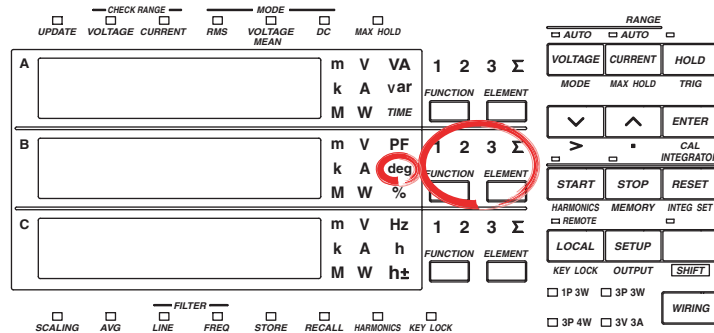 CHECK RANGE MODE RANGE
UPDATE VOLTAGE CURRENT RMS VOLTAGE MEAN DC MAX HOLD AUTO AUTO
A m V VA 1 2 3 Σ VOLTAGE CURRENT HOLD
k A var FUNCTION ELEMENT MODE MAX HOLD TRIG
M W TIME
ENTER
B m V PF 1 2 3 Σ > . CAL
INTEGRATOR
k A deg FUNCTION ELEMENT
M W % START STOP RESET
HARMONICS MEMORY INTEG SET
C m V Hz 1 2 3 Σ REMOTE
k A h FUNCTION ELEMENT LOCAL SETUP
M W h± KEY LOCK OUTPUT SHIFT
1P 3W 3P 3W WIRING
FILTER
SCALING AVG LINE FREQ STORE RECALL HARMONICS KEY LOCK 3P 4W 3V 3A